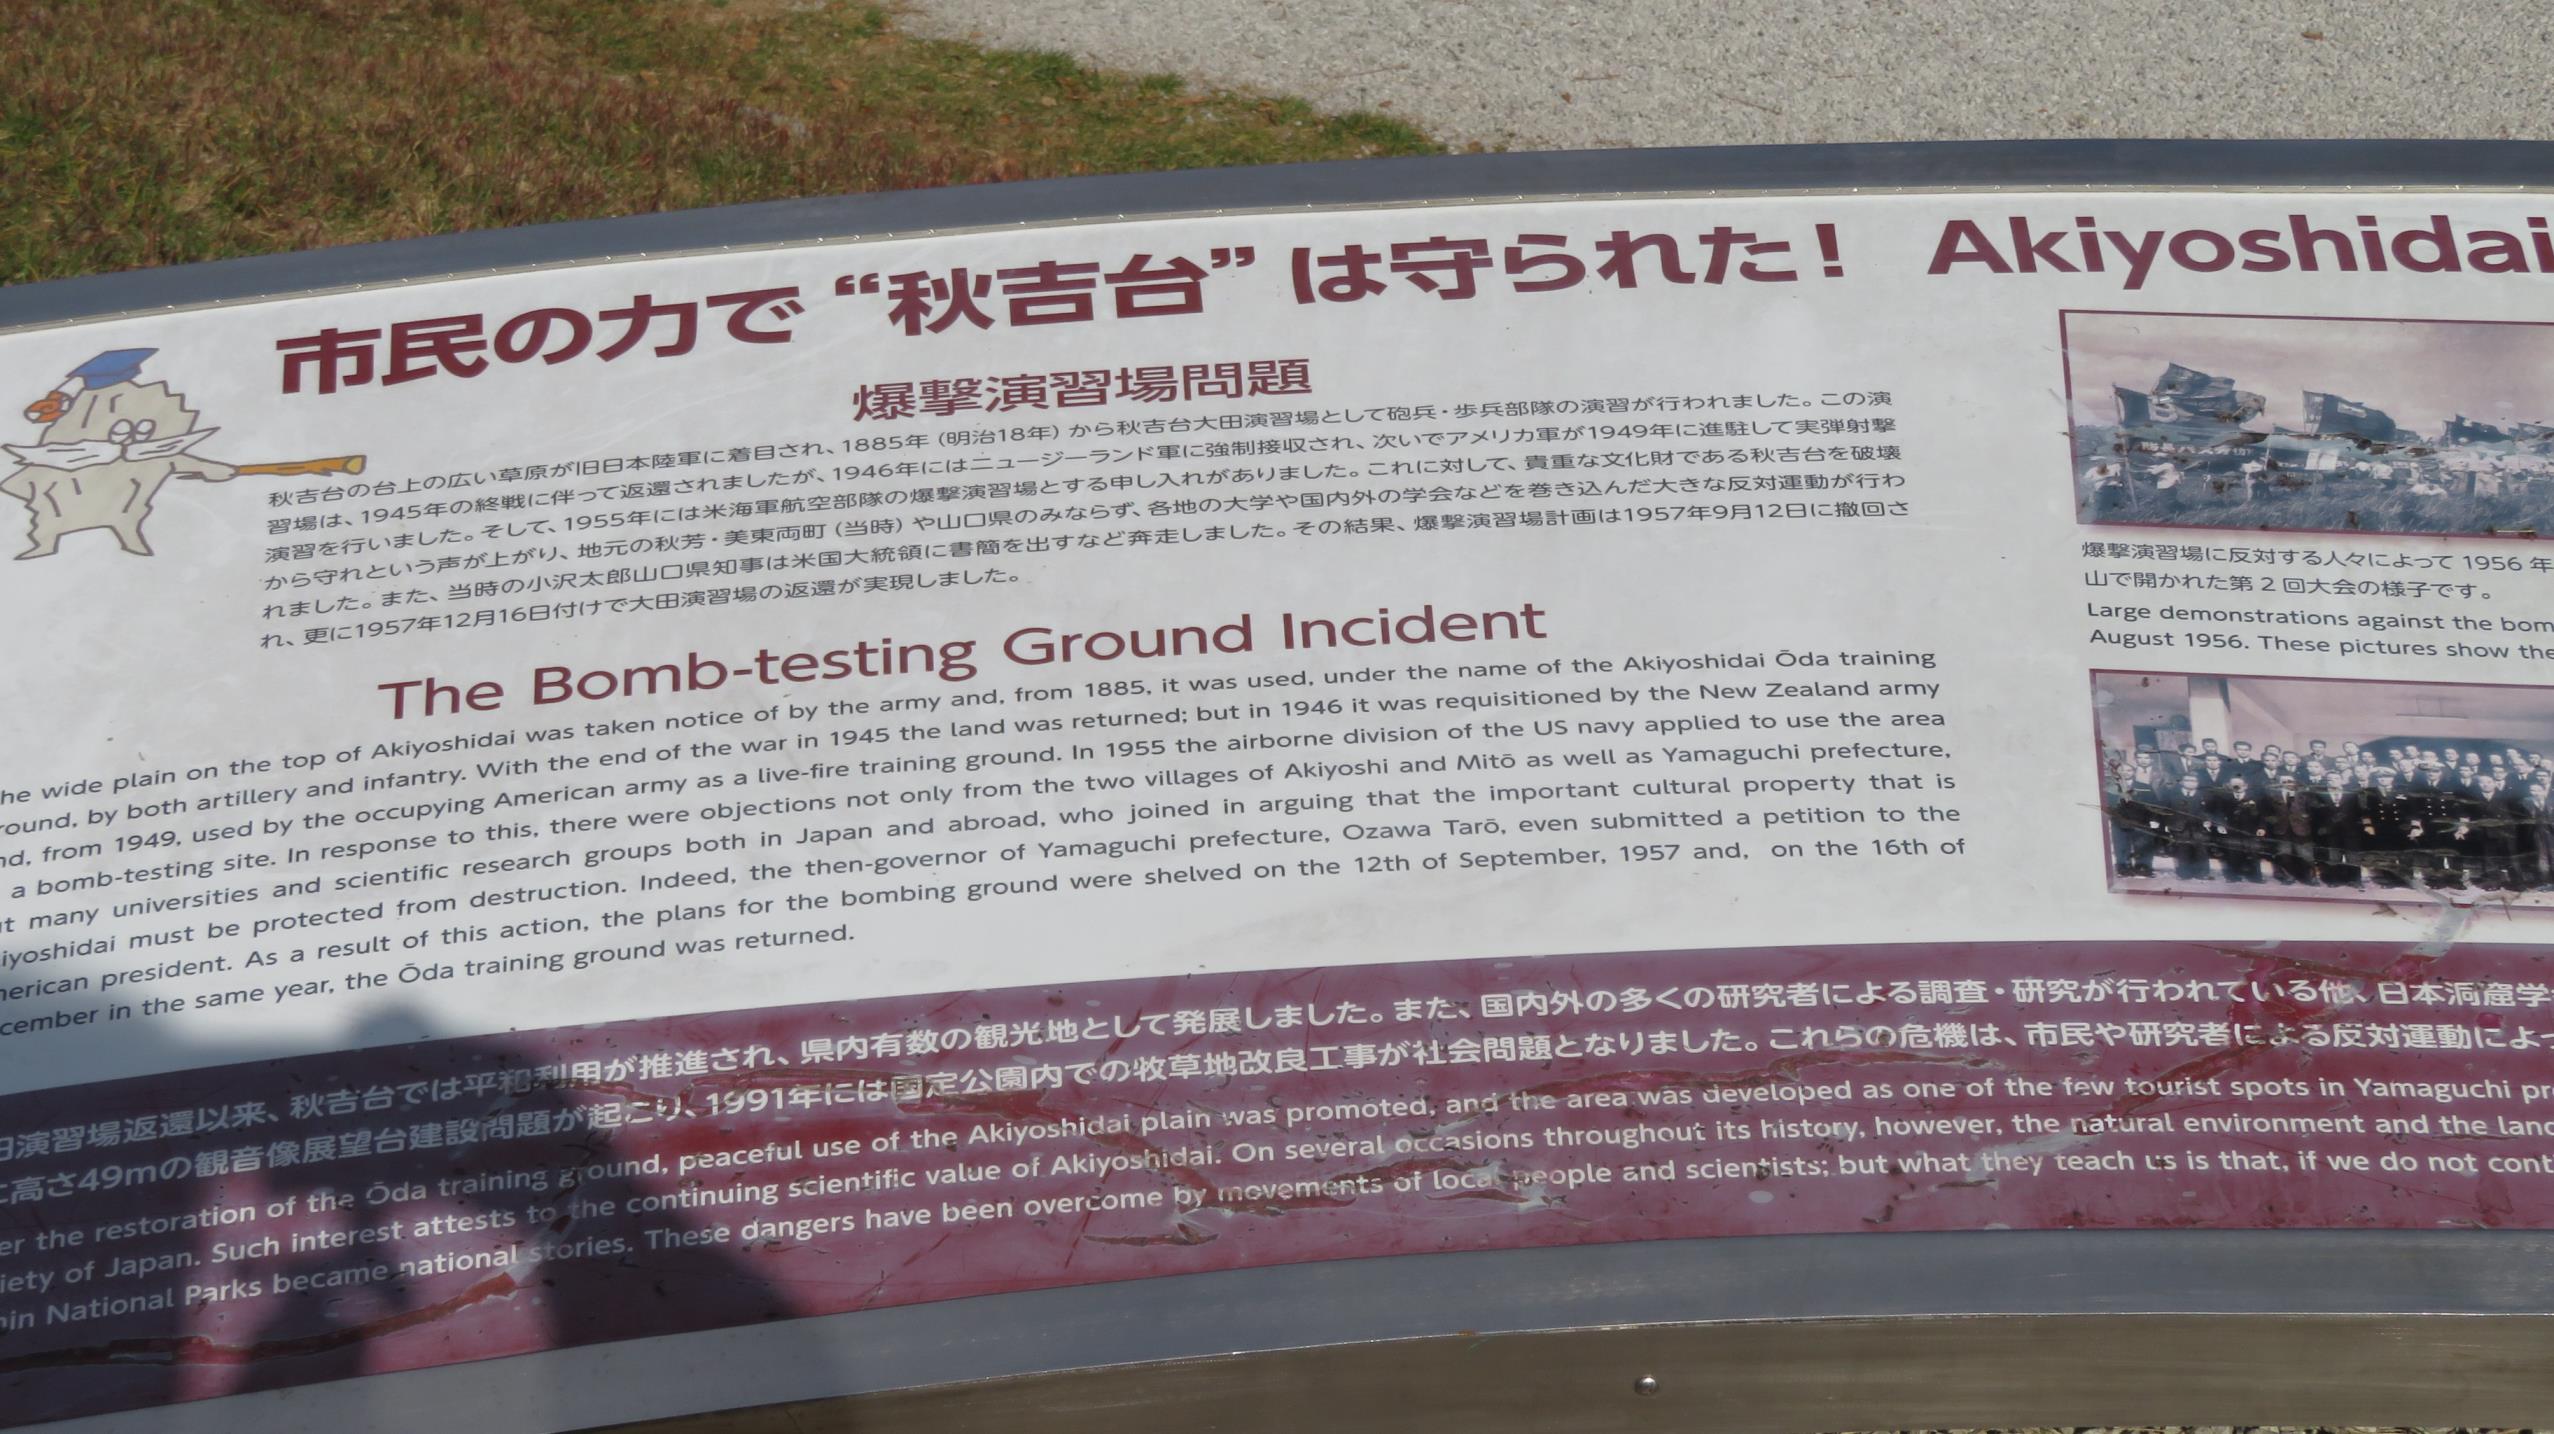 市民の力で“秋吉台”は守られた！ Akiyoshidai
爆撃演習場問題
秋吉台の台上の広い草原が旧日本陸軍に着目され、1885年（明治18年）から秋吉台大田演習場として砲兵・歩兵部隊の演習が行われました。この演
習場は、1945年の終戦に伴って返還されましたが、1946年にはニュージーランド軍に強制接収され、次いでアメリカ軍が1949年に進駐して実弾射撃
演習を行いました。そして、1955年には米海軍航空部隊の爆撃演習場とする申し入れがありました。これに対して、貴重な文化財である秋吉台を破壊
から守れという声が上がり、地元の秋芳・美東両町（当時）や山口県のみならず、各地の大学や国内外の学会などを巻き込んだ大きな反対運動が行わ
れました。また、当時の小沢太郎山口県知事は米国大統領に書簡を出すなど奔走しました。その結果、爆撃演習場計画は1957年9月12日に撤回さ
れ、更に1957年12月16日付けで大田演習場の返還が実現しました。
The Bomb-testing Ground Incident
he wide plain on the top of Akiyoshidai was taken notice of by the army and, from 1885, it was used, under the name of the Akiyoshidai Ōda training
round, by both artillery and infantry. With the end of the war in 1945 the land was returned; but in 1946 it was requisitioned by the New Zealand army
nd, from 1949, used by the occupying American army as a live-fire training ground. In 1955 the airborne division of the US navy applied to use the area
a bomb-testing site. In response to this, there were objections not only from the two villages of Akiyoshi and Mitō as well as Yamaguchi prefecture,
ut many universities and scientific research groups both in Japan and abroad, who joined in arguing that the important cultural property that is
iyoshidai must be protected from destruction. Indeed, the then-governor of Yamaguchi prefecture, Ozawa Tarō, even submitted a petition to the
merican president. As a result of this action, the plans for the bombing ground were shelved on the 12th of September, 1957 and, on the 16th of
cember in the same year, the Ōda training ground was returned.
爆撃演習場に反対する人々によって 1956 年
山で開かれた第 2 回大会の様子です。
Large demonstrations against the bom
August 1956. These pictures show the
田演習場返還以来、秋吉台では平和利用が推進され、県内有数の観光地として発展しました。また、国内外の多くの研究者による調査・研究が行われている他、日本洞窟学
に高さ49mの観音像展望台建設問題が起こり、1991年には国定公園内での牧草地改良工事が社会問題となりました。これらの危機は、市民や研究者による反対運動によっ
er the restoration of the Ōda training ground, peaceful use of the Akiyoshidai plain was promoted, and the area was developed as one of the few tourist spots in Yamaguchi pr
iety of Japan. Such interest attests to the continuing scientific value of Akiyoshidai. On several occasions throughout its history, however, the natural environment and the land
hin National Parks became national stories. These dangers have been overcome by movements of local people and scientists; but what they teach us is that, if we do not cont